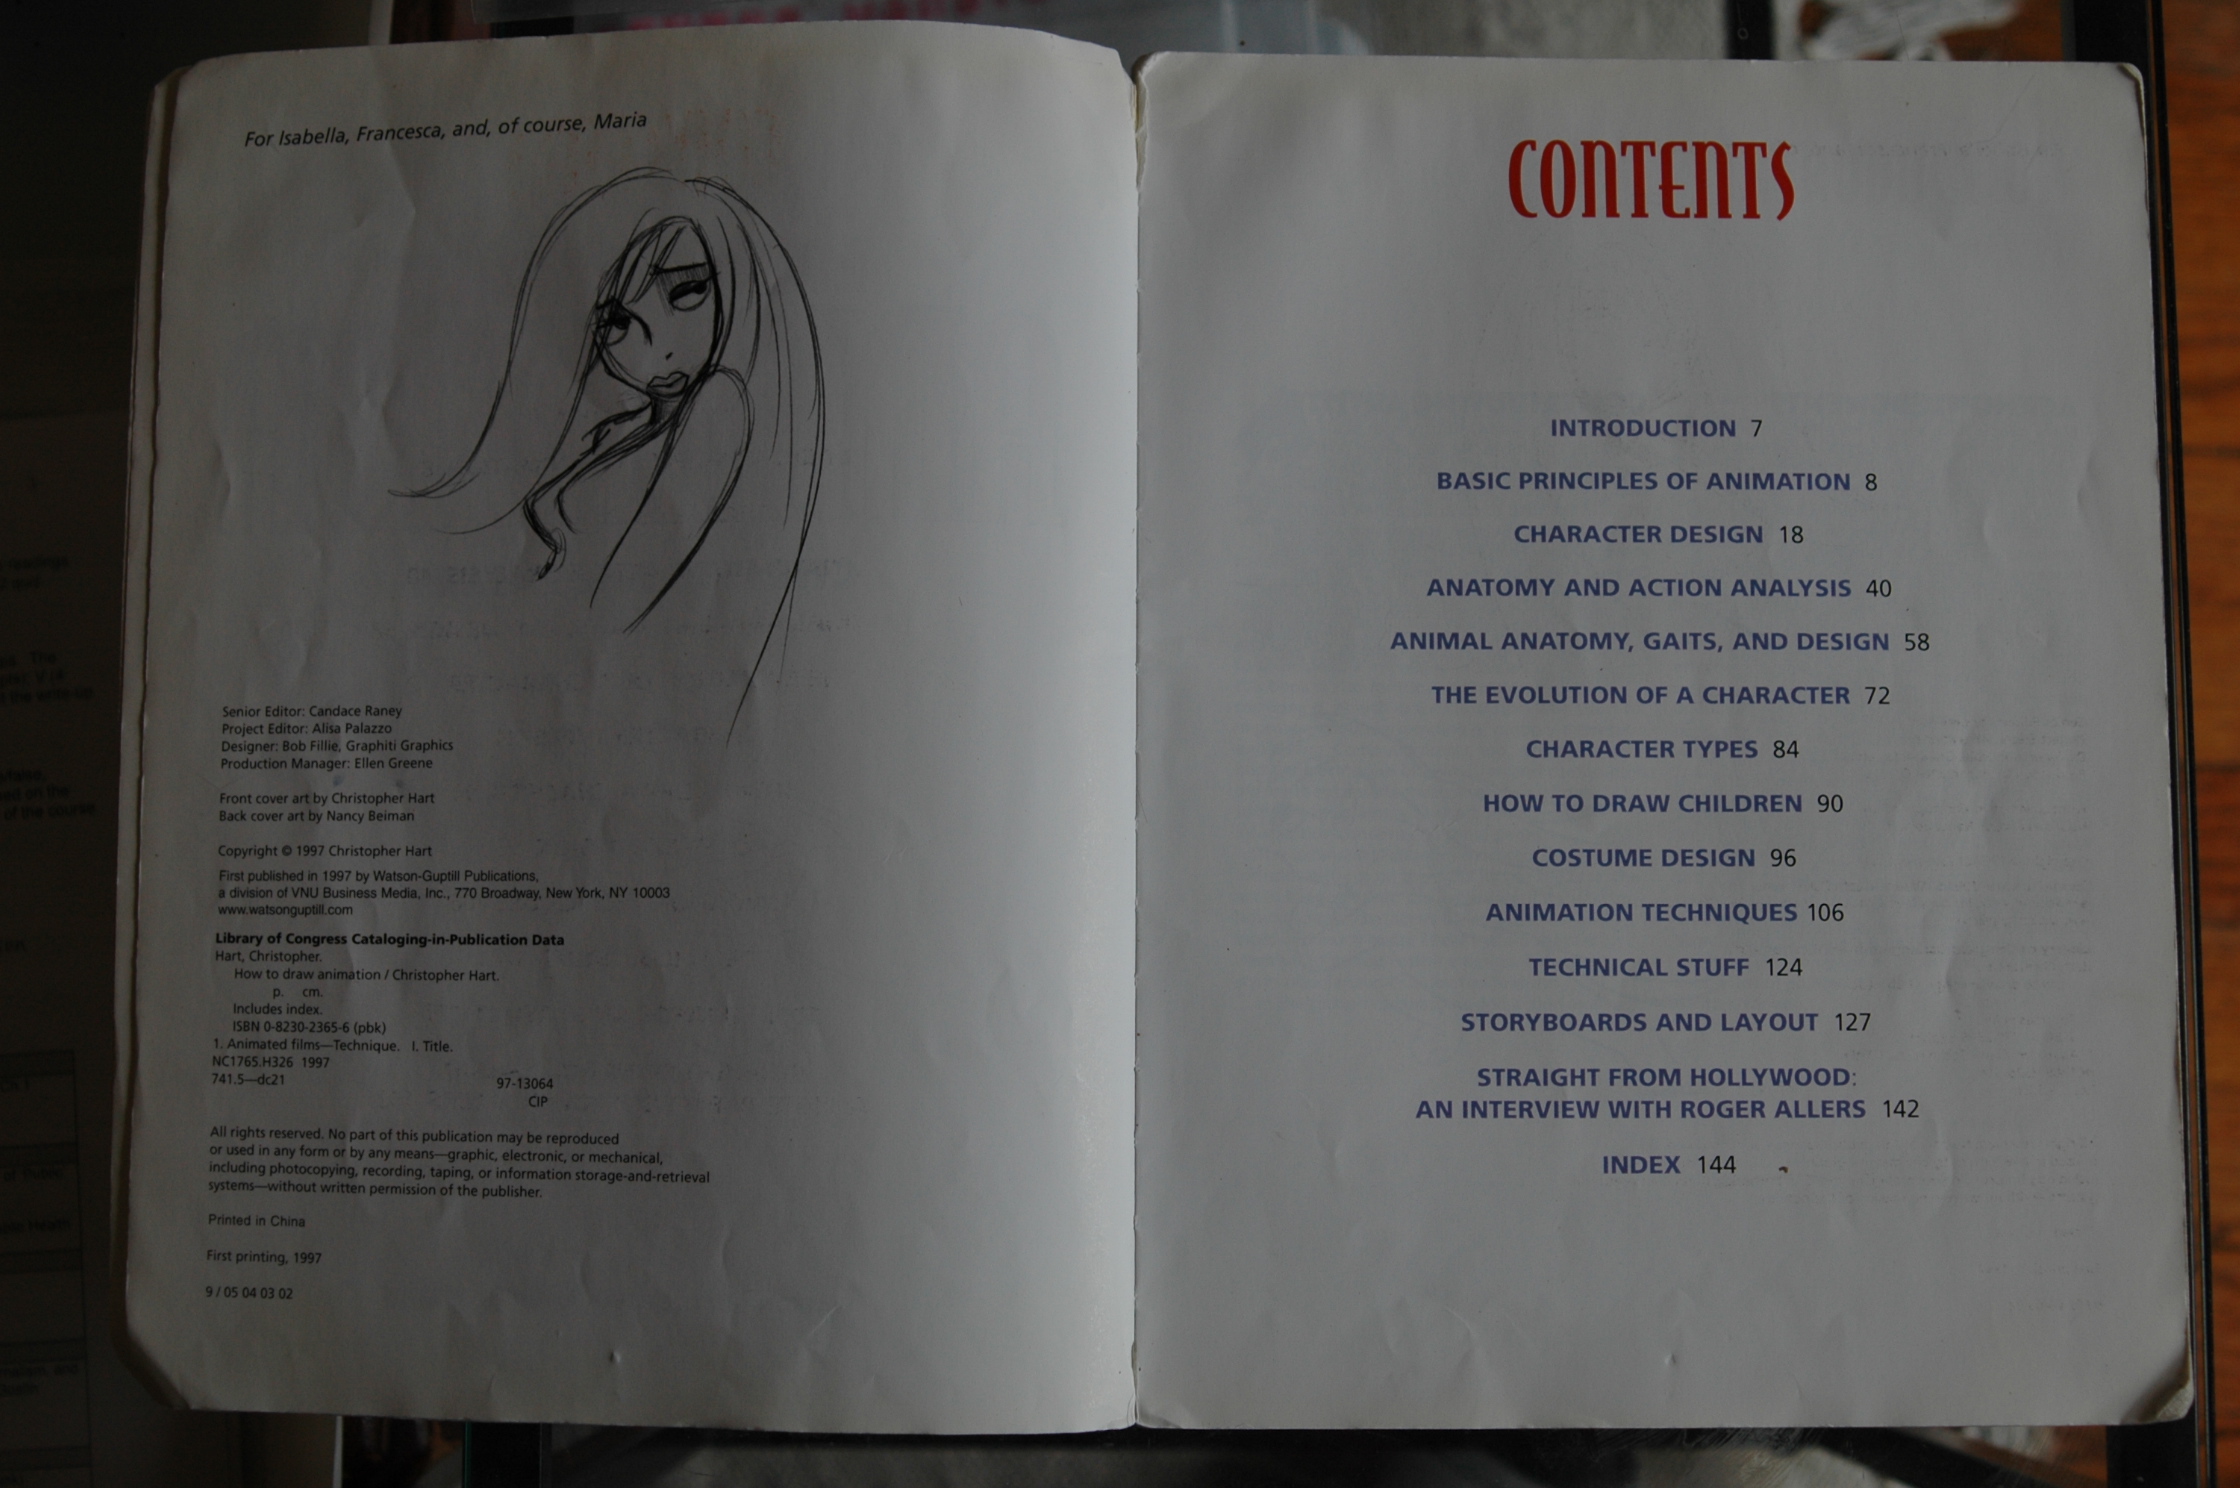 For Isabella, Francesca, and, of course, Maria
Senior Editor: Candace Raney
Project Editor: Alisa Palazzo
Designer: Bob Fillie, Graphiti Graphics
Production Manager: Ellen Greene
Front cover art by Christopher Hart
Back cover art by Nancy Beiman
Copyright © 1997 Christopher Hart
First published in 1997 by Watson-Guptill Publications,
a division of VNU Business Media, Inc., 770 Broadway, New York, NY 10003
www.watsonguptill.com
Library of Congress Cataloging-in-Publication Data
Hart, Christopher.
How to draw animation / Christopher Hart.
p. cm.
Includes index.
ISBN 0-8230-2365-6 (pbk)
1. Animated films—Technique. I. Title.
NC1765.H326 1997
741.5—dc21 97-13064
CIP
All rights reserved. No part of this publication may be reproduced
or used in any form or by any means—graphic, electronic, or mechanical,
including photocopying, recording, taping, or information storage-and-retrieval
systems—without written permission of the publisher.
Printed in China
First printing, 1997
9 / 05 04 03 02
CONTENTS
INTRODUCTION 7
BASIC PRINCIPLES OF ANIMATION 8
CHARACTER DESIGN 18
ANATOMY AND ACTION ANALYSIS 40
ANIMAL ANATOMY, GAITS, AND DESIGN 58
THE EVOLUTION OF A CHARACTER 72
CHARACTER TYPES 84
HOW TO DRAW CHILDREN 90
COSTUME DESIGN 96
ANIMATION TECHNIQUES 106
TECHNICAL STUFF 124
STORYBOARDS AND LAYOUT 127
STRAIGHT FROM HOLLYWOOD:
AN INTERVIEW WITH ROGER ALLERS 142
INDEX 144